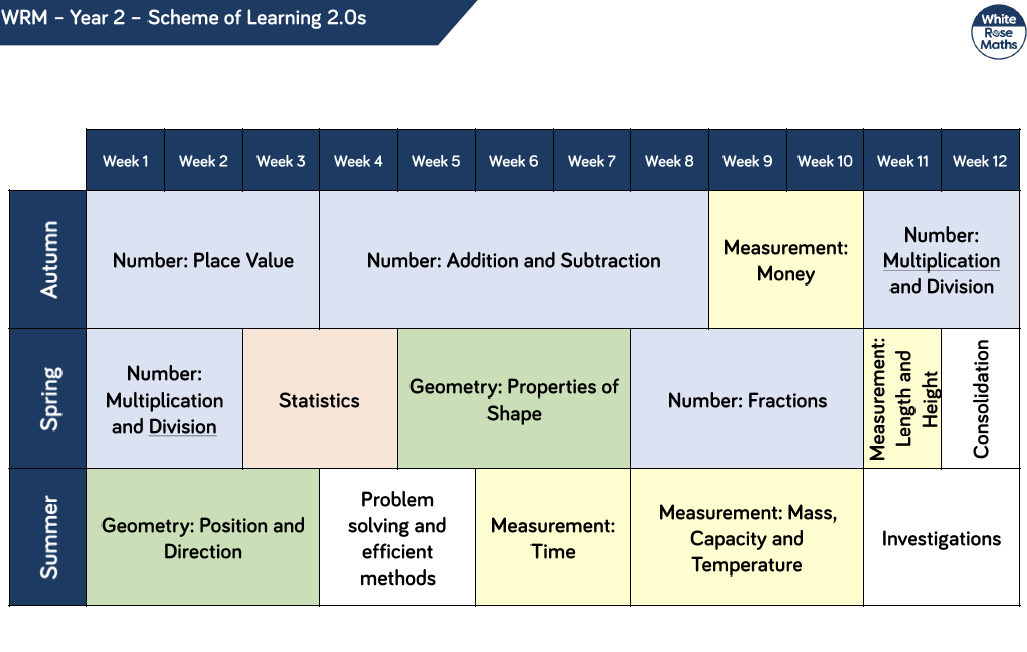 WRM – Year 2 – Scheme of Learning 2.0s
White
Rose
Maths
Week 1
Week 2
Week 3
Week 4
Week 5
Week 6
Week 7
Week 8
Week 9
Week 10
Week 11
Week 12
Autumn
Number: Place Value
Number: Addition and Subtraction
Measurement:
Money
Number:
Multiplication
and Division
Spring
Number:
Multiplication
and Division
Statistics
Geometry: Properties of
Shape
Number: Fractions
Measurement:
Length and
Height
Consolidation
Summer
Geometry: Position and
Direction
Problem
solving and
efficient
methods
Measurement:
Time
Measurement: Mass,
Capacity and
Temperature
Investigations